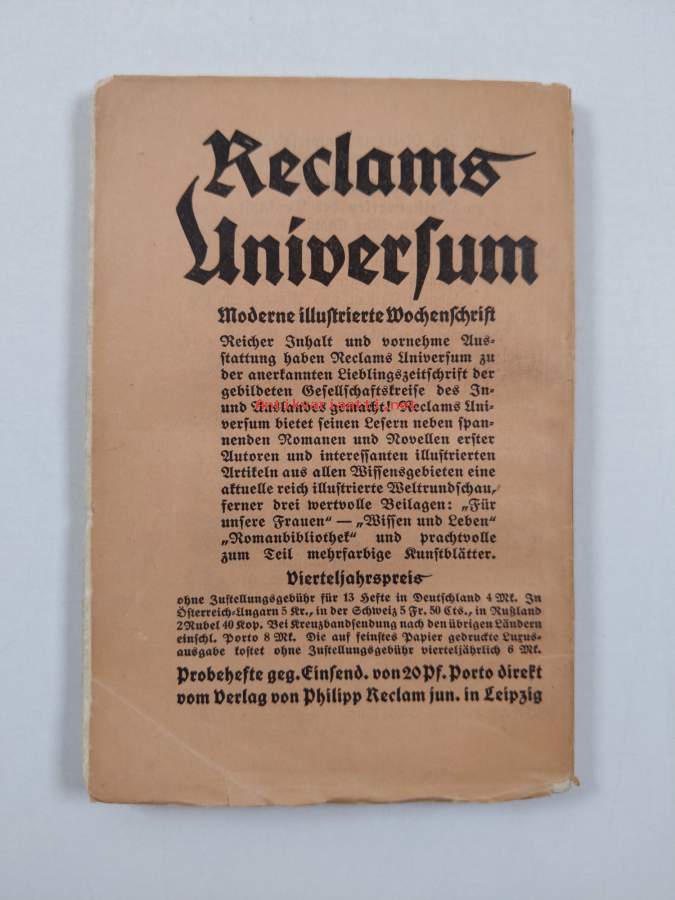 Reclams
Universum
Moderne illustrierte Wochenschrift
Reicher Inhalt und vornehme Aus-
stattung haben Reclams Universum zu
der anerkannten Lieblingszeitschrift der
gebildeten Gesellschaftskreise des In-
und Auslandes gemacht! Reclams Uni-
versum bietet seinen Lesern neben span-
nenden Romanen und Novellen erster
Autoren und interessanten illustrierten
Artikeln aus allen Wissensgebieten eine
aktuelle reich illustrierte Weltrundschau,
ferner drei wertvolle Beilagen: „Für
unsere Frauen“ — „Wissen und Leben“
„Romanbibliothek“ und prachtvolle
zum Teil mehrfarbige Kunstblätter.
Vierteljahrspreis
ohne Zustellungsgebühr für 13 Hefte in Deutschland 4 Mk. In
Österreich-Ungarn 5 Kr., in der Schweiz 5 Fr. 50 Cts., in Rußland
2 Rubel 40 Kop. Bei Kreuzbandsendung nach den übrigen Ländern
einschl. Porto 8 Mk. Die auf feinstes Papier gedruckte Luxus-
ausgabe kostet ohne Zustellungsgebühr vierteljährlich 6 Mk.
Probehefte geg. Einsend. von 20 Pf. Porto direkt
vom Verlag von Philipp Reclam jun. in Leipzig